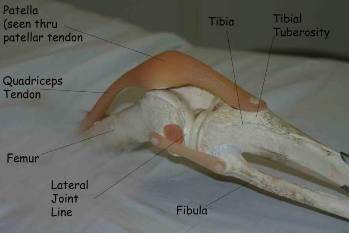 Patella
(seen thru
patellar tendon
Tibia
Tibial
Tuberosity
Quadriceps
Tendon
Femur
Lateral
Joint
Line
Fibula